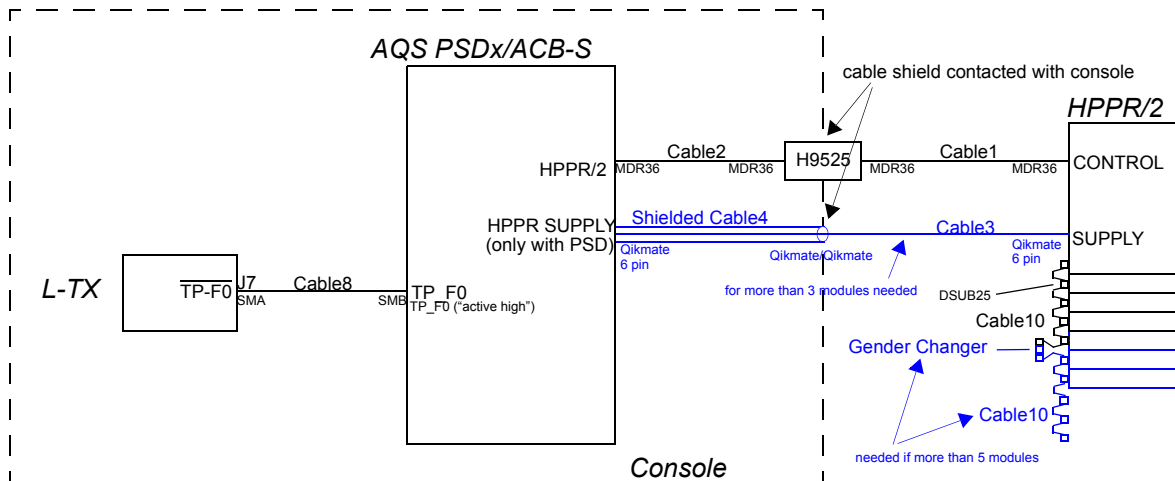 AQS PSDx/ACB-S
cable shield contacted with console
HPPR/2
HPPR/2
MDR36
Cable2
MDR36
H9525
MDR36
Cable1
MDR36
CONTROL
HPPR SUPPLY
(only with PSD)
Shielded Cable4
Qikmate
6 pin
Qikmate/Qikmate
Cable3
Qikmate
6 pin
SUPPLY
for more than 3 modules needed
L-TX
TP-F0
J7
SMA
Cable8
SMB
TP_F0
TP_F0 (“active high”)
DSUB25
Cable10
Gender Changer
Cable10
needed if more than 5 modules
Console